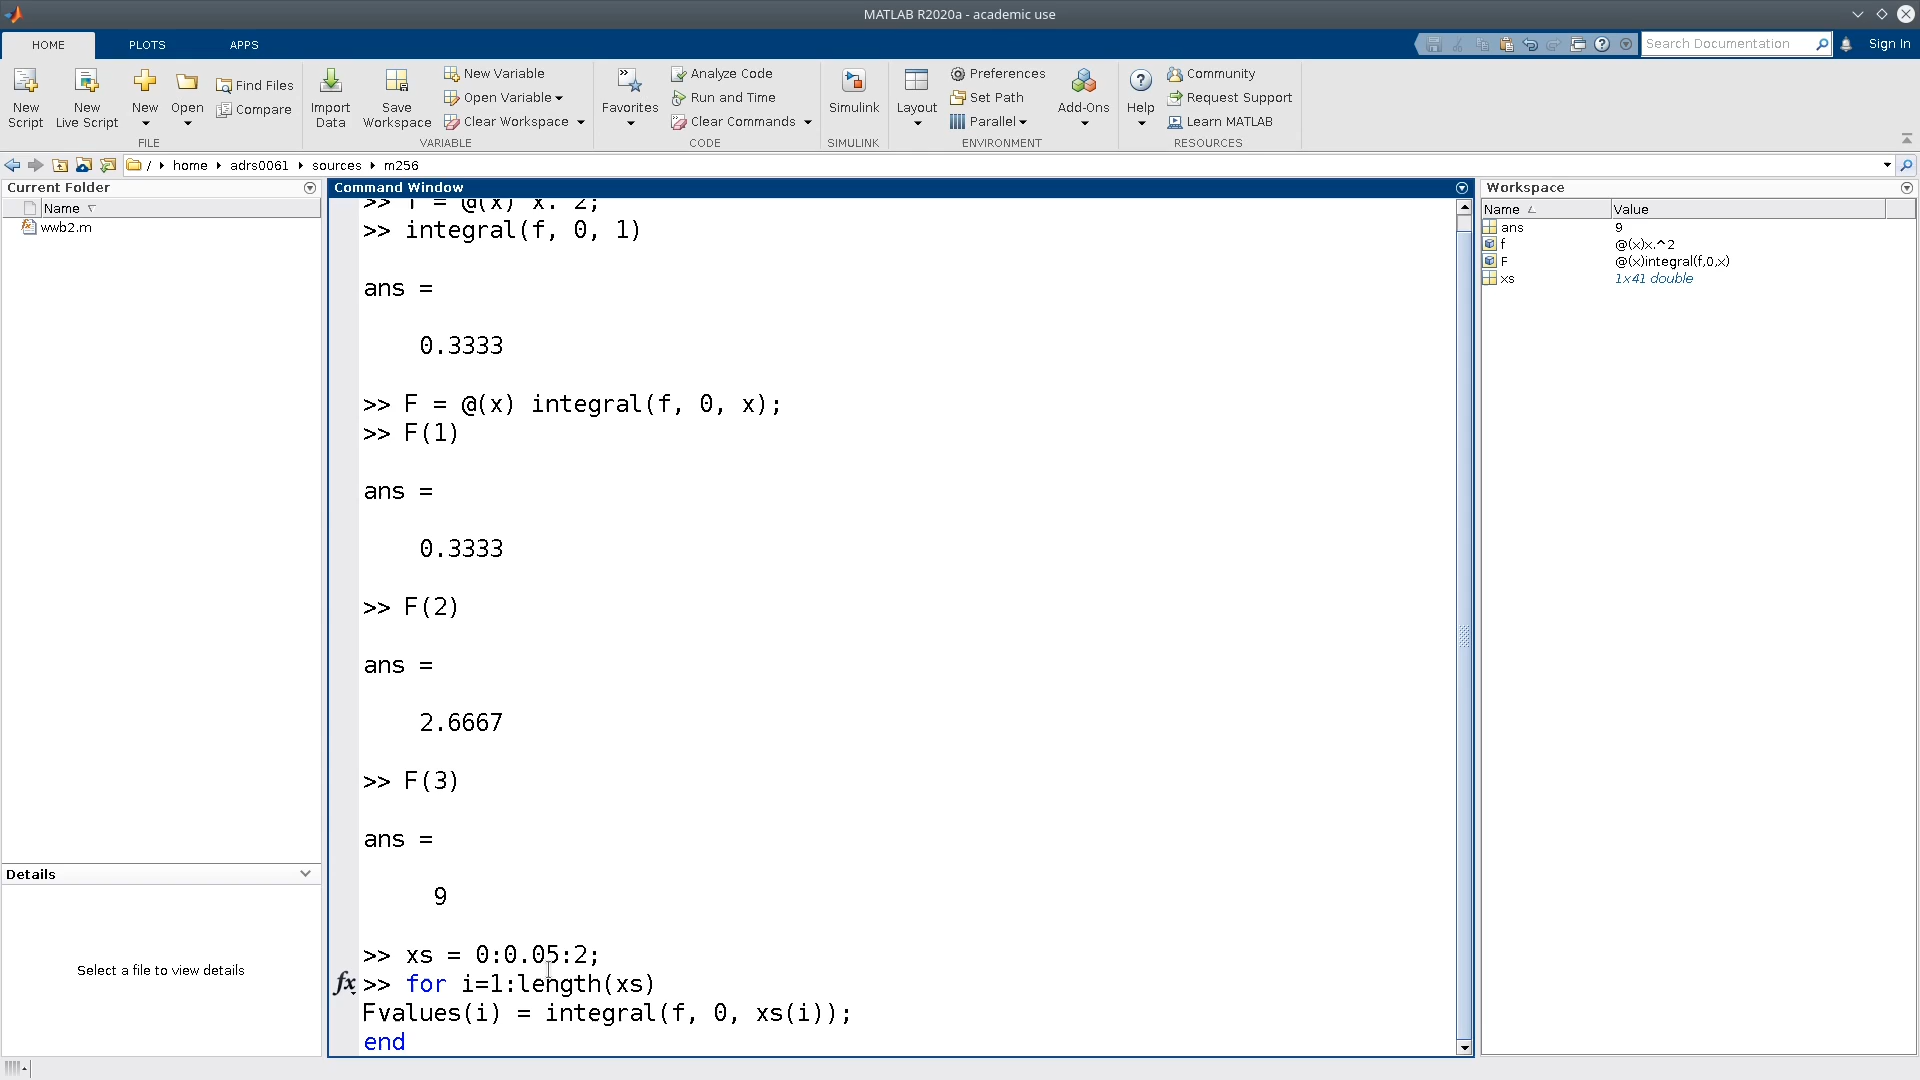 MATLAB R2020a - academic use
HOME PLOTS APPS
Search Documentation
Sign In
New Script
New Live Script
New
Open
Find Files
Compare
FILE
Import Data
Save Workspace
New Variable
Open Variable
Clear Workspace
VARIABLE
Favorites
Analyze Code
Run and Time
Clear Commands
CODE
Simulink
SIMULINK
Layout
Preferences
Set Path
Parallel
Add-Ons
ENVIRONMENT
Help
Community
Request Support
Learn MATLAB
RESOURCES
/ home adrs0061 sources m256
Current Folder
Name
wwb2.m
Details
Select a file to view details
Command Window
>> integral(f, 0, 1)
ans =
0.3333
>> F = @(x) integral(f, 0, x);
>> F(1)
ans =
0.3333
>> F(2)
ans =
2.6667
>> F(3)
ans =
9
>> xs = 0:0.05:2;
fx >> for i=1:length(xs)
Fvalues(i) = integral(f, 0, xs(i));
end
Workspace
Name Value
ans 9
f @(x)x.^2
F @(x)integral(f,0,x)
xs 1x41 double